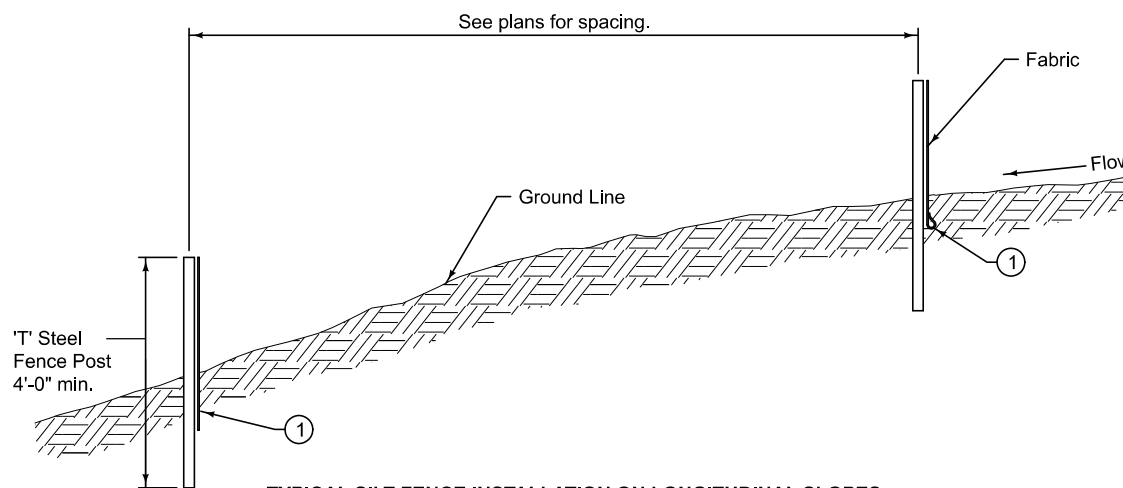 See plans for spacing.
Fabric
Flow
Ground Line
1
'T' Steel
Fence Post
4'-0" min.
1